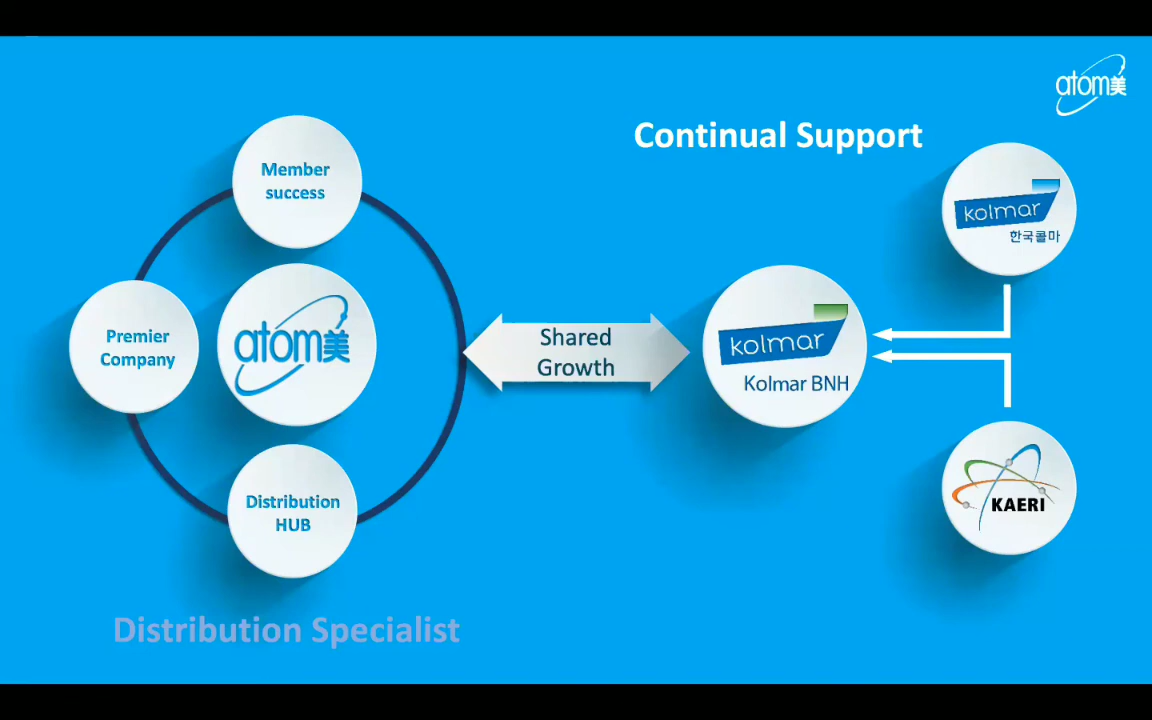 atom美
Continual Support
Member
success
kolmar
한국콜마
Premier
Company
atom美
Shared
Growth
kolmar
Kolmar BNH
Distribution
HUB
KAERI
Distribution Specialist